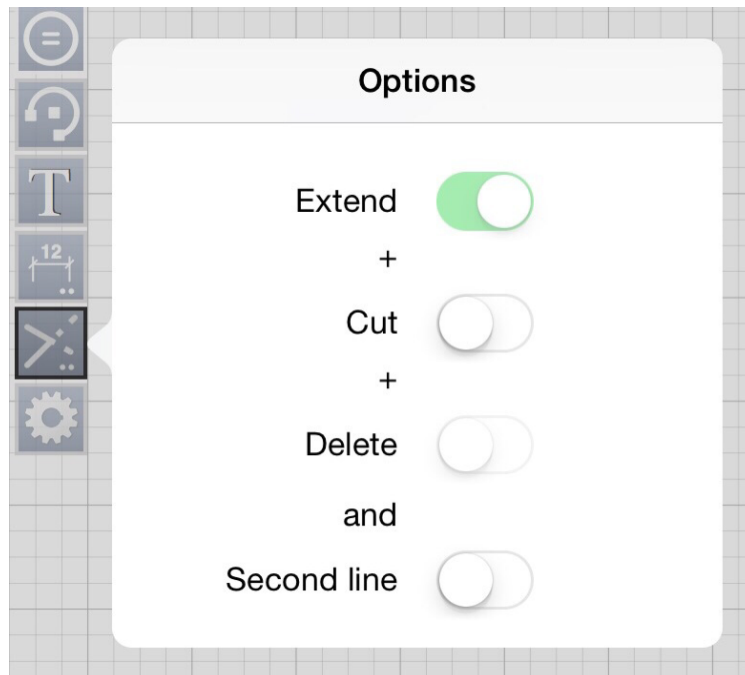 Options
=
T
12
Extend
+
Cut
+
Delete
and
Second line